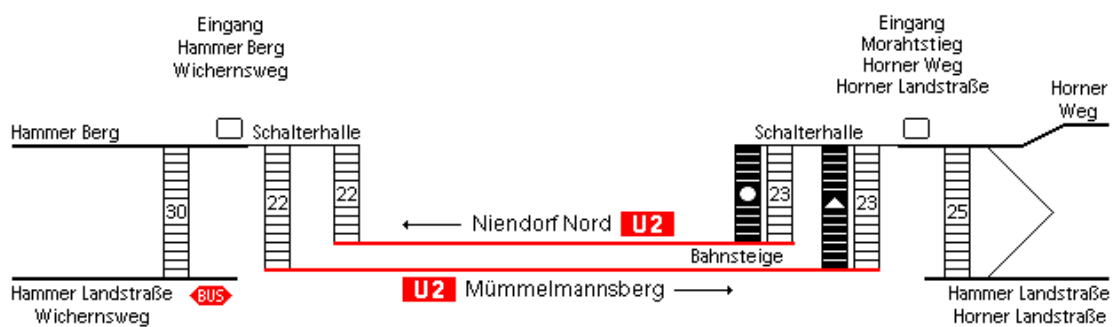 Eingang
Hammer Berg
Wichernsweg
Eingang
Morahtstieg
Horner Weg
Horner Landstraße
Horner
Weg
Hammer Berg
Schalterhalle
Schalterhalle
30
22
22
23
23
25
Niendorf Nord U2
Bahnsteige
U2 Mümmelmannsberg
Hammer Landstraße
Wichernsweg
BUS
Hammer Landstraße
Horner Landstraße